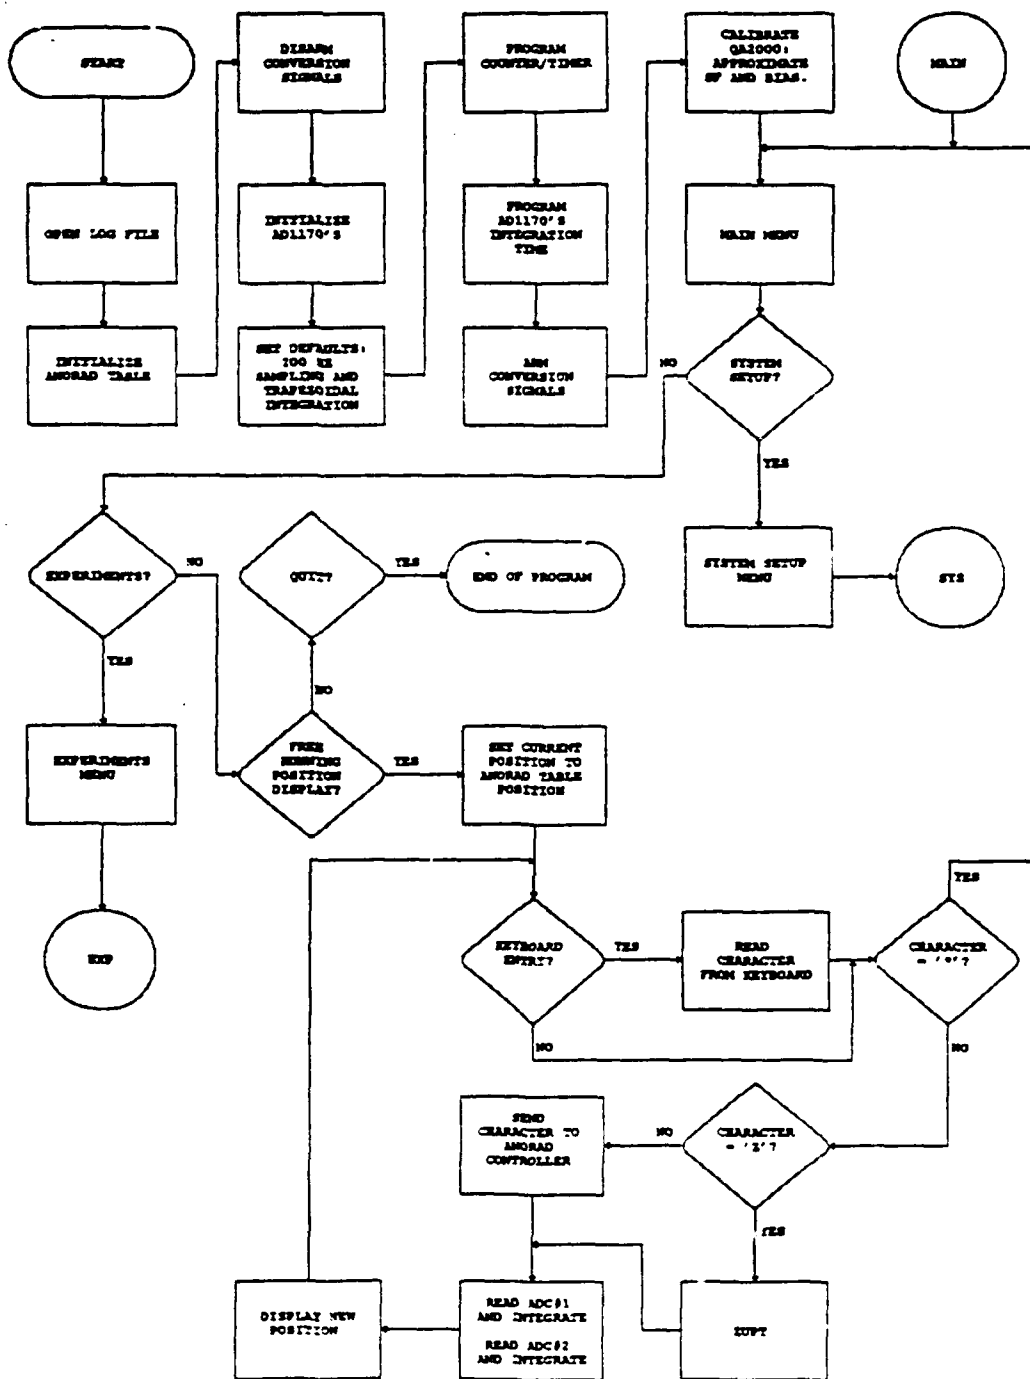 START
DISARM
CONVERSION
SIGNALS
PROGRAM
COUNTER/TIMER
CALIBRATE
QA2000:
APPROXIMATE
SF AND BIAS.
MAIN
OPEN LOG FILE
INITIALIZE
AD1170'S
PROGRAM
AD1170'S
INTEGRATION
TIME
MAIN MENU
INITIALIZE
ANORAD TABLE
SET DEFAULTS:
100 HZ
SAMPLING AND
TRAPEZOIDAL
INTEGRATION
ARM
CONVERSION
SIGNALS
NO
SYSTEM
SETUP?
YES
EXPERIMENTS?
NO
QUIT?
YES
END OF PROGRAM
SYSTEM SETUP
MENU
SYS
YES
NO
EXPERIMENTS
MENU
FREE
RUNNING
POSITION
DISPLAY?
YES
SET CURRENT
POSITION TO
ANORAD TABLE
POSITION
YES
EXP
KEYBOARD
ENTRY?
YES
READ
CHARACTER
FROM KEYBOARD
CHARACTER
NO
NO
SEND
CHARACTER TO
ANORAD
CONTROLLER
NO
CHARACTER
= 'Z'?
YES
DISPLAY NEW
POSITION
READ ADC#1
AND INTEGRATE
READ ADC#2
AND INTEGRATE
ZUPT